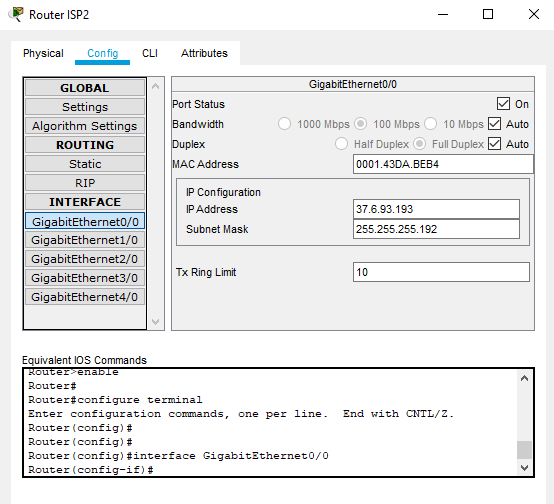 Router ISP2
Physical Config CLI Attributes
GLOBAL
Settings
Algorithm Settings
ROUTING
Static
RIP
INTERFACE
GigabitEthernet0/0
GigabitEthernet1/0
GigabitEthernet2/0
GigabitEthernet3/0
GigabitEthernet4/0
GigabitEthernet0/0
Port Status On
Bandwidth 1000 Mbps 100 Mbps 10 Mbps Auto
Duplex Half Duplex Full Duplex Auto
MAC Address 0001.43DA.BEB4
IP Configuration
IP Address 37.6.93.193
Subnet Mask 255.255.255.192
Tx Ring Limit 10
Equivalent IOS Commands
Router>enable
Router#
Router#configure terminal
Enter configuration commands, one per line. End with CNTL/Z.
Router(config)#
Router(config)#
Router(config)#interface GigabitEthernet0/0
Router(config-if)#